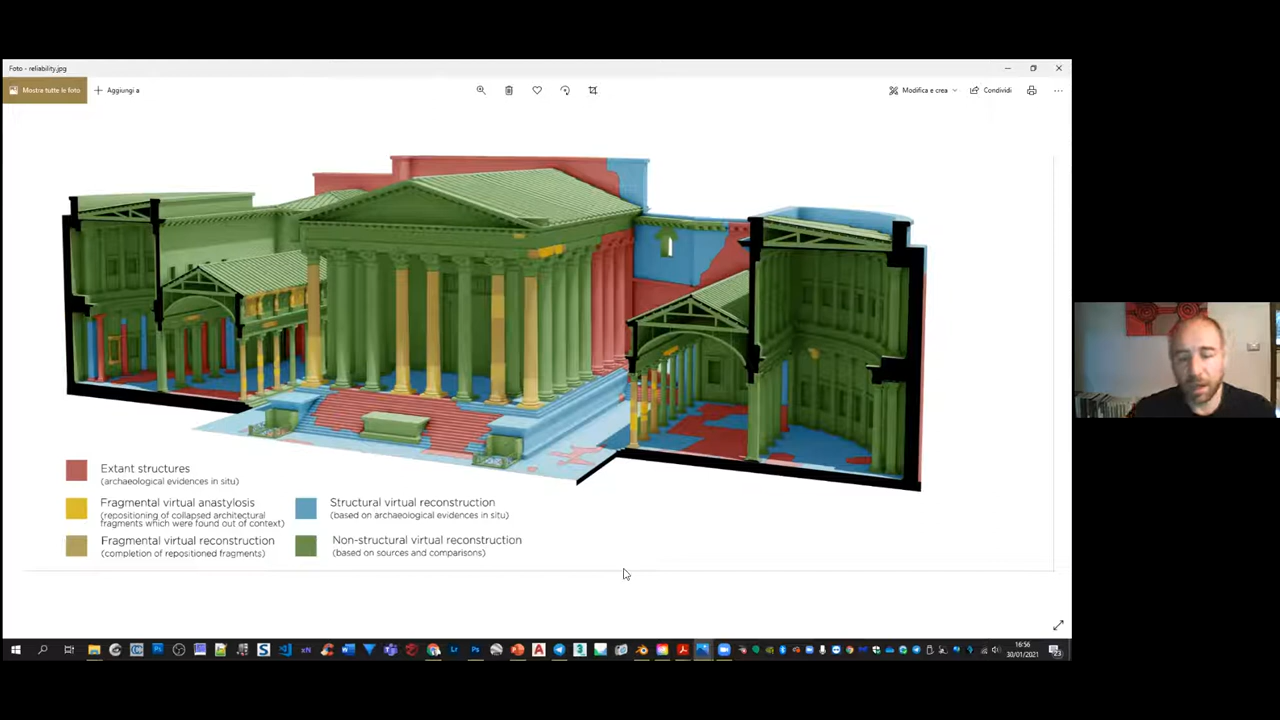 Foto - reliability.jpg
Mostra tutte le foto
Aggiungi a
Modifica e crea
Condividi
Extant structures
(archaeological evidences in situ)
Fragmental virtual anastylosis
(repositioning of collapsed architectural
fragments which were found out of context)
Fragmental virtual reconstruction
(completion of repositioned fragments)
Structural virtual reconstruction
(based on archaeological evidences in situ)
Non-structural virtual reconstruction
(based on sources and comparisons)
16:56
30/01/2021
23